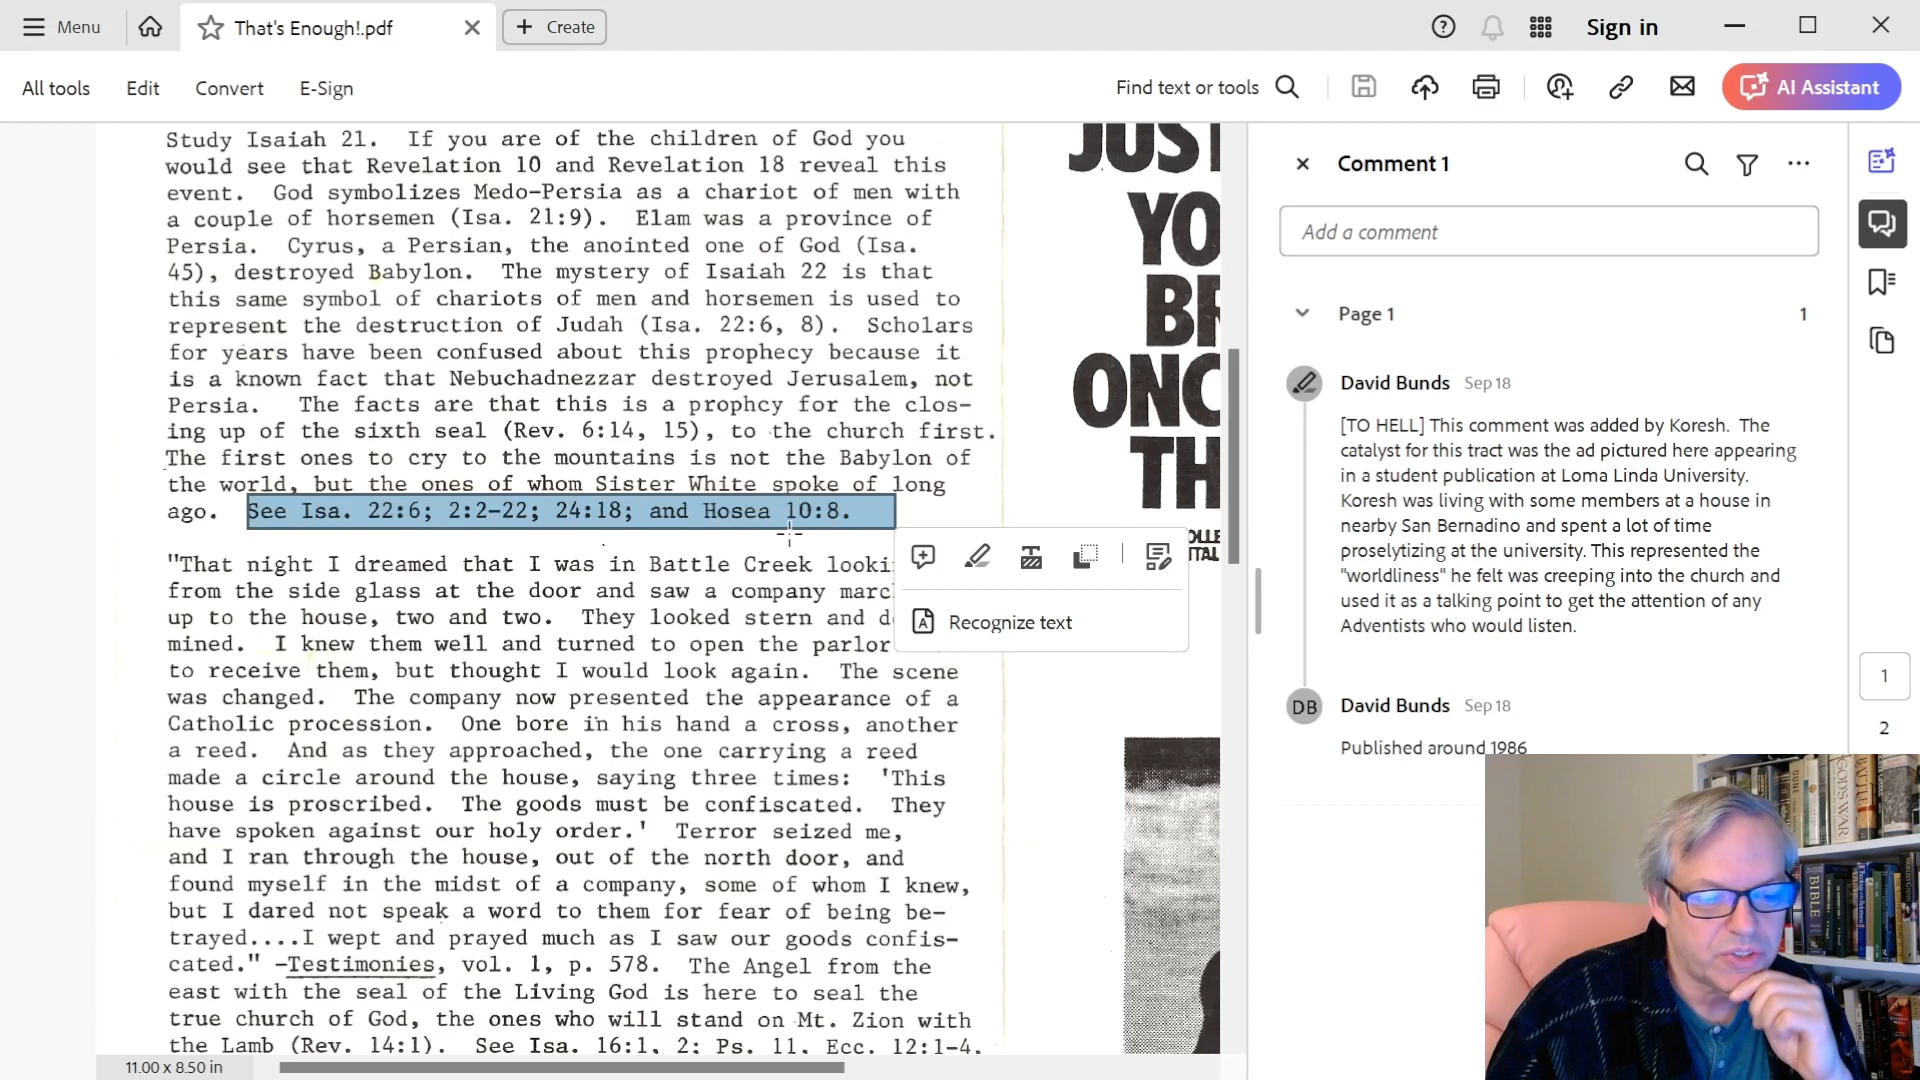 Menu
That's Enough!.pdf
Create
Sign in
All tools
Edit
Convert
E-Sign
Find text or tools
AI Assistant
Study Isaiah 21. If you are of the children of God you
would see that Revelation 10 and Revelation 18 reveal this
event. God symbolizes Medo-Persia as a chariot of men with
a couple of horsemen (Isa. 21:9). Elam was a province of
Persia. Cyrus, a Persian, the anointed one of God (Isa.
45), destroyed Babylon. The mystery of Isaiah 22 is that
this same symbol of chariots of men and horsemen is used to
represent the destruction of Judah (Isa. 22:6, 8). Scholars
for years have been confused about this prophecy because it
is a known fact that Nebuchadnezzar destroyed Jerusalem, not
Persia. The facts are that this is a prophcy for the clos-
ing up of the sixth seal (Rev. 6:14, 15), to the church first.
The first ones to cry to the mountains is not the Babylon of
the world, but the ones of whom Sister White spoke of long
ago. See Isa. 22:6; 2:2-22; 24:18; and Hosea 10:8.
"That night I dreamed that I was in Battle Creek looki
from the side glass at the door and saw a company marc
up to the house, two and two. They looked stern and d
mined. I knew them well and turned to open the parlor
to receive them, but thought I would look again. The scene
was changed. The company now presented the appearance of a
Catholic procession. One bore in his hand a cross, another
a reed. And as they approached, the one carrying a reed
made a circle around the house, saying three times: 'This
house is proscribed. The goods must be confiscated. They
have spoken against our holy order.' Terror seized me,
and I ran through the house, out of the north door, and
found myself in the midst of a company, some of whom I knew,
but I dared not speak a word to them for fear of being be-
trayed....I wept and prayed much as I saw our goods confis-
cated." -Testimonies, vol. 1, p. 578. The Angel from the
east with the seal of the Living God is here to seal the
true church of God, the ones who will stand on Mt. Zion with
the Lamb (Rev. 14:1). See Isa. 16:1, 2; Ps. 11, Ecc. 12:1-4,
11.00 x 8.50 in
JUST
YO
BR
ONC
TH
OLLE
ITAL
Recognize text
Comment 1
Add a comment
Page 1
1
David Bunds Sep 18
[TO HELL] This comment was added by Koresh. The
catalyst for this tract was the ad pictured here appearing
in a student publication at Loma Linda University.
Koresh was living with some members at a house in
nearby San Bernadino and spent a lot of time
proselytizing at the university. This represented the
"worldliness" he felt was creeping into the church and
used it as a talking point to get the attention of any
Adventists who would listen.
DB
David Bunds Sep 18
Published around 1986
1
2
DUNE
BATTLE
GOD'S WAR
BIBLE